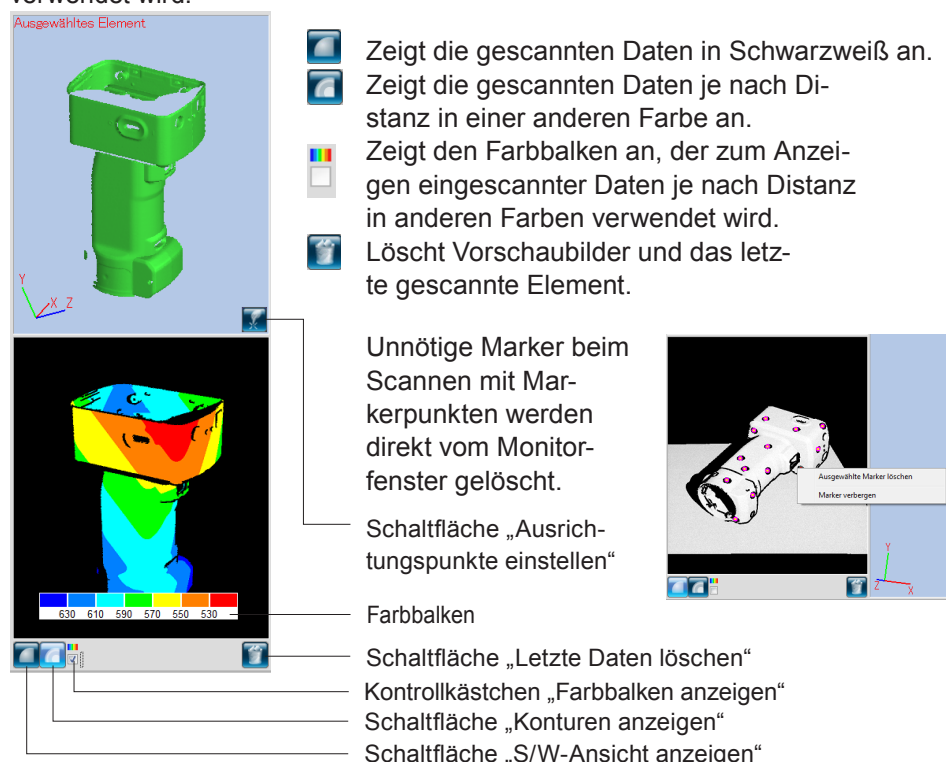 verwendet wird.
Ausgewähltes Element
Zeigt die gescannten Daten in Schwarzweiß an.
Zeigt die gescannten Daten je nach Di-
stanz in einer anderen Farbe an.
Zeigt den Farbbalken an, der zum Anzei-
gen eingescannter Daten je nach Distanz
in anderen Farben verwendet wird.
Löscht Vorschaubilder und das letz-
te gescannte Element.
Y
X Z
Unnötige Marker beim
Scannen mit Mar-
kerpunkten werden
direkt vom Monitor-
fenster gelöscht.
Ausgewählte Marker löschen
Marker verbergen
Y
Z X
Schaltfläche „Ausrich-
tungspunkte einstellen“
630 610 590 570 550 530
Farbbalken
Schaltfläche „Letzte Daten löschen“
Kontrollkästchen „Farbbalken anzeigen“
Schaltfläche „Konturen anzeigen“
Schaltfläche „S/W-Ansicht anzeigen“